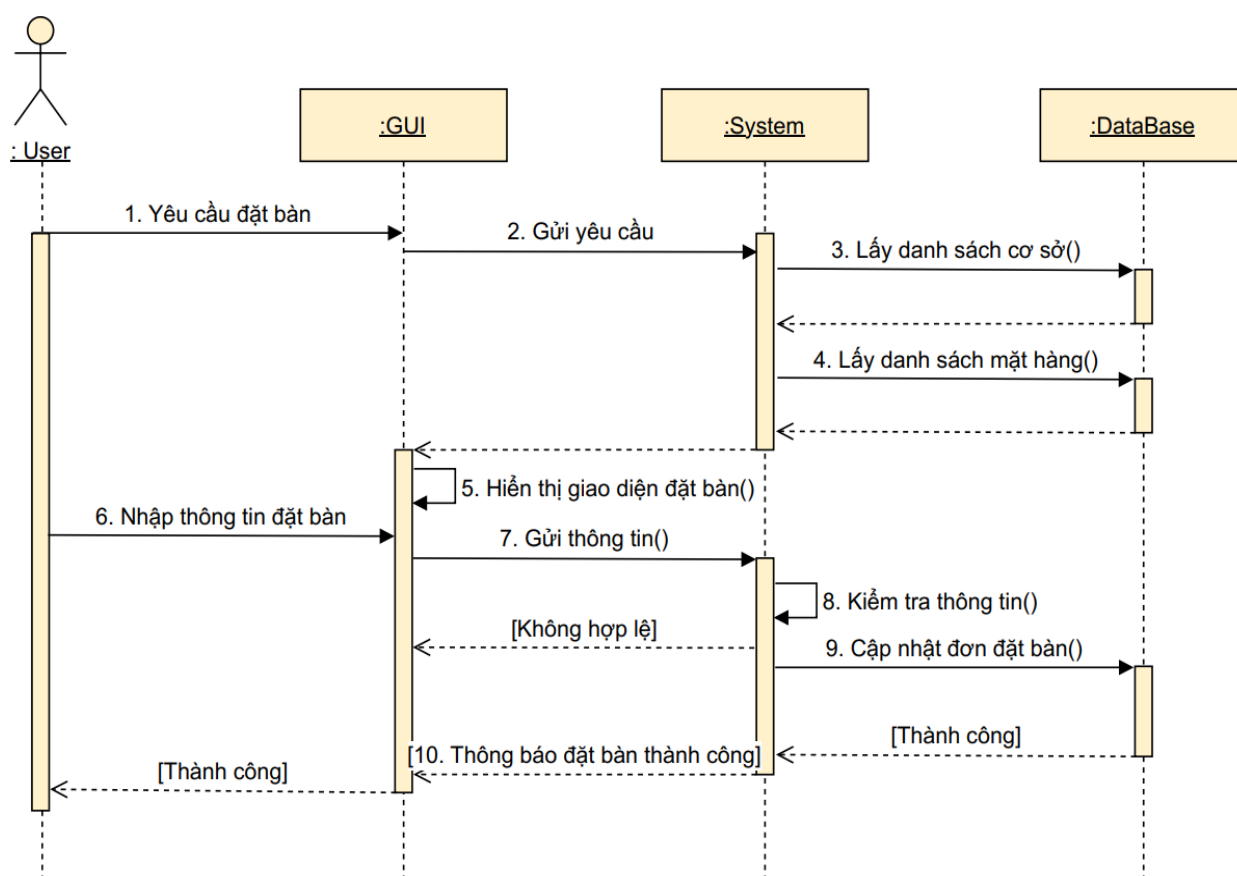 : User
:GUI
:System
:DataBase
1. Yêu cầu đặt bàn
2. Gửi yêu cầu
3. Lấy danh sách cơ sở()
4. Lấy danh sách mặt hàng()
5. Hiển thị giao diện đặt bàn()
6. Nhập thông tin đặt bàn
7. Gửi thông tin()
8. Kiểm tra thông tin()
[Không hợp lệ]
9. Cập nhật đơn đặt bàn()
[Thành công]
[10. Thông báo đặt bàn thành công]
[Thành công]